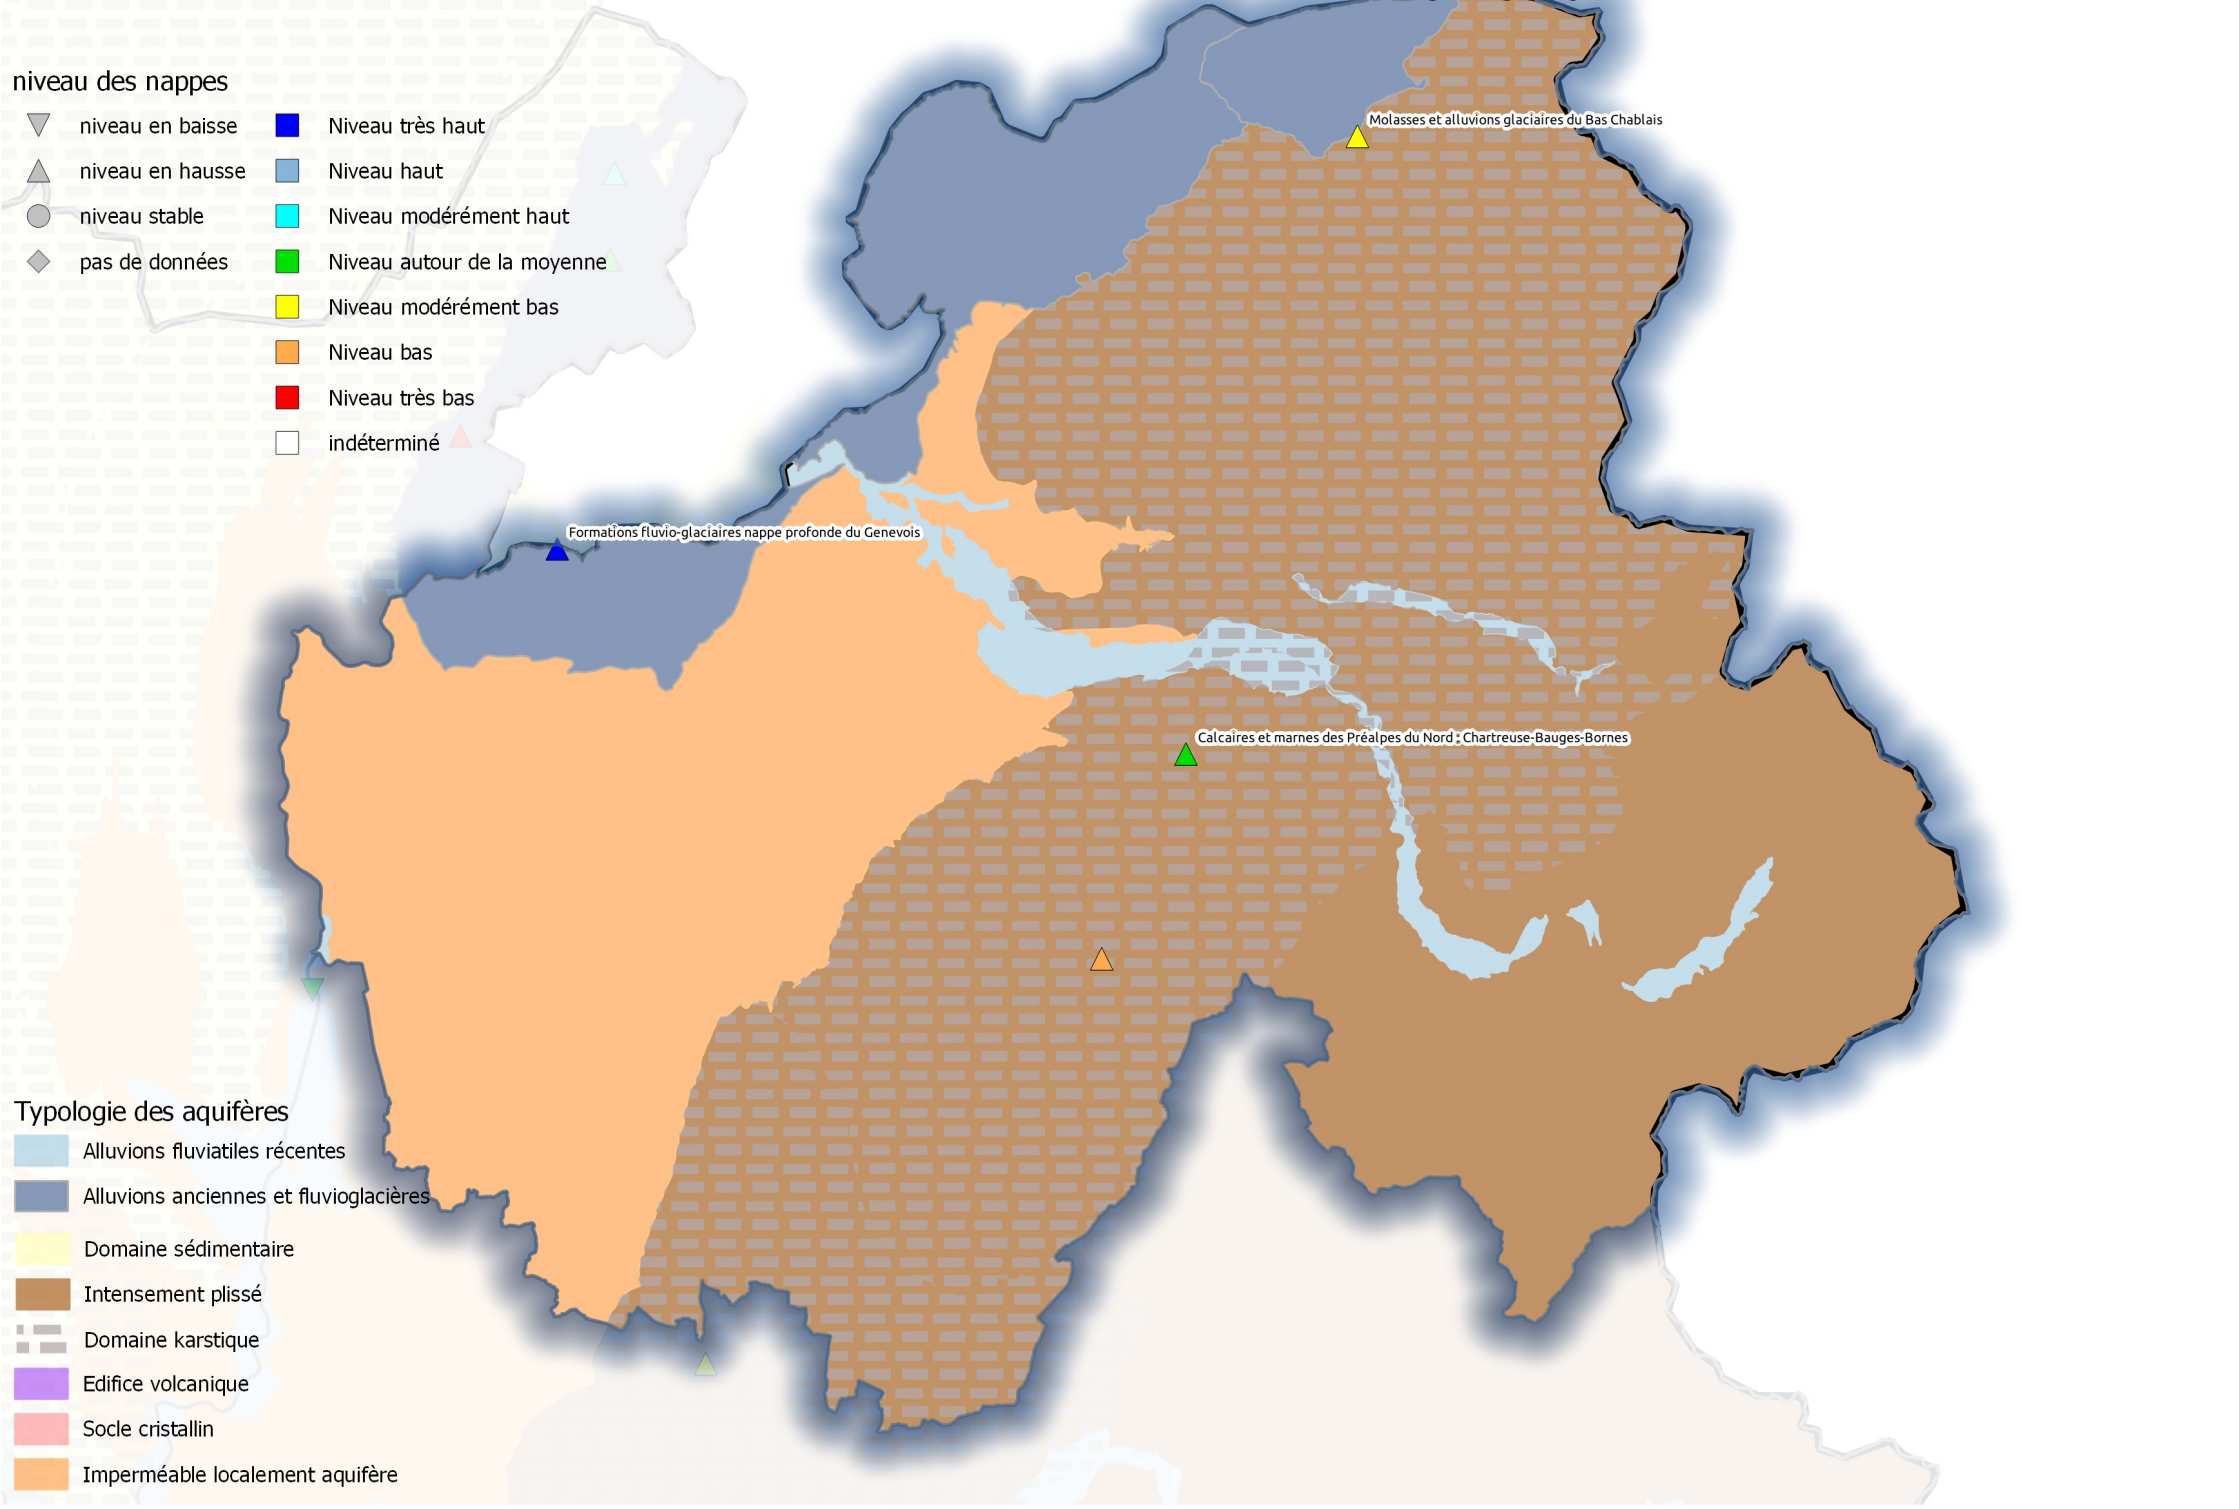 niveau des nappes
niveau en baisse
niveau en hausse
niveau stable
pas de données
Niveau très haut
Niveau haut
Niveau modérément haut
Niveau autour de la moyenne
Niveau modérément bas
Niveau bas
Niveau très bas
indéterminé
Molasses et alluvions glaciaires du Bas Chablais
Formations fluvio-glaciaires nappe profonde du Genevois
Calcaires et marnes des Préalpes du Nord : Chartreuse-Bauges-Bornes
Typologie des aquifères
Alluvions fluviatiles récentes
Alluvions anciennes et fluvioglacières
Domaine sédimentaire
Intensement plissé
Domaine karstique
Edifice volcanique
Socle cristallin
Imperméable localement aquifère